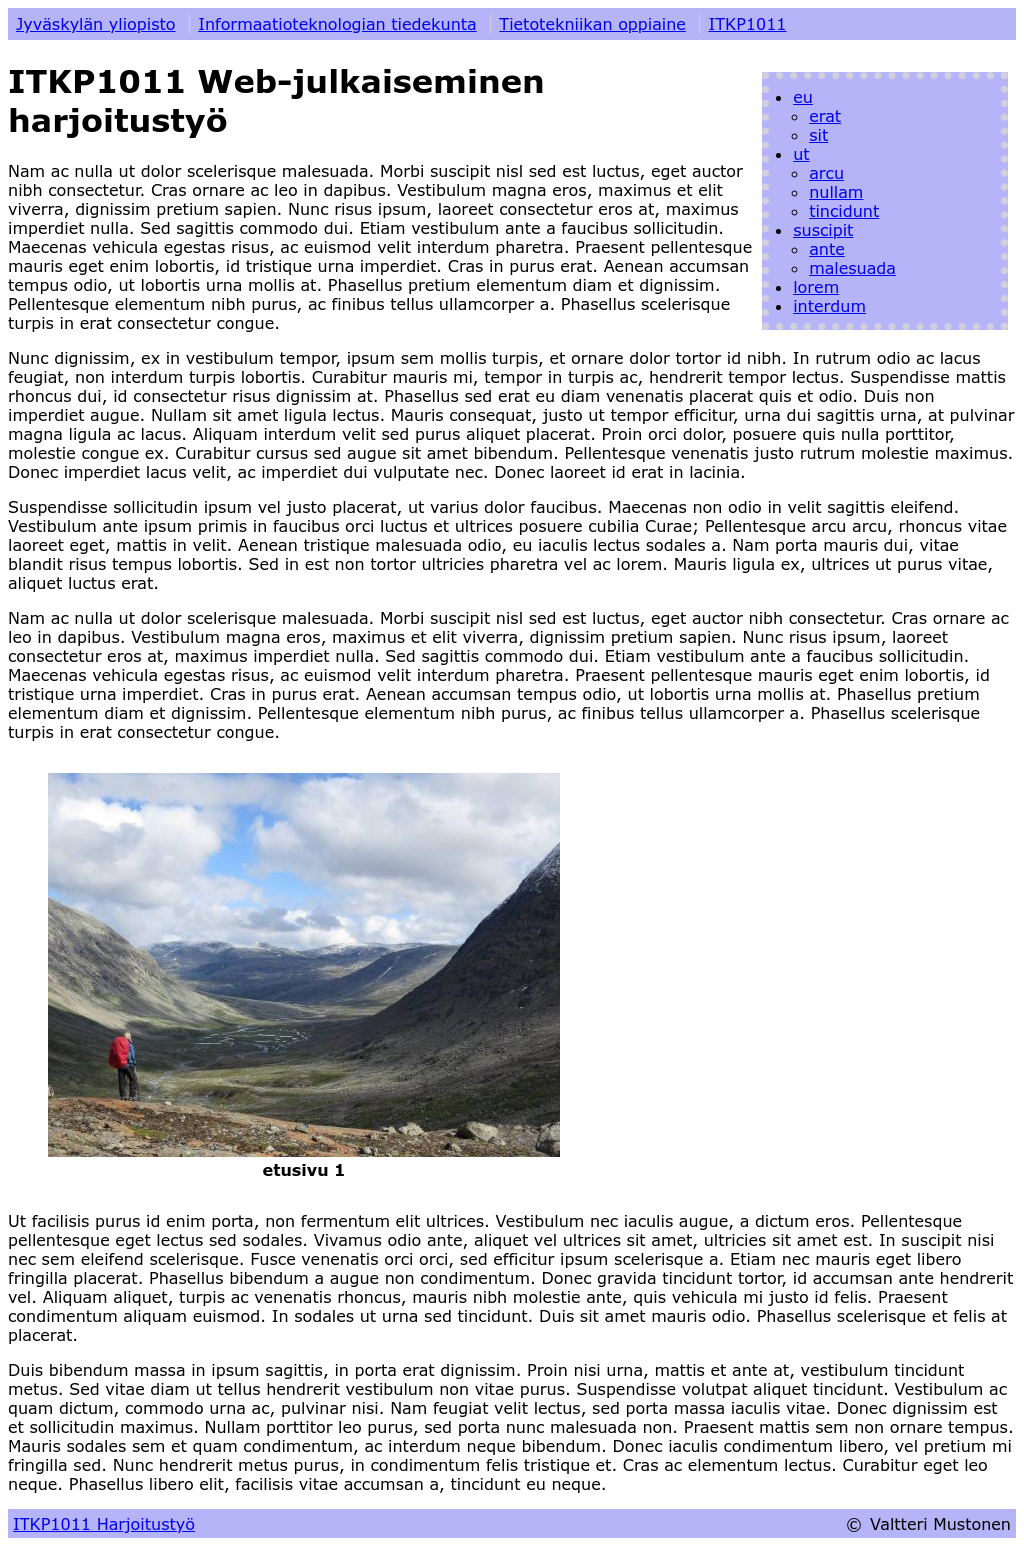 Jyväskylän yliopisto Informaatioteknologian tiedekunta Tietotekniikan oppiaine ITKP1011
ITKP1011 Web-julkaiseminen
harjoitustyö
eu
erat
sit
ut
arcu
nullam
tincidunt
suscipit
ante
malesuada
lorem
interdum
Nam ac nulla ut dolor scelerisque malesuada. Morbi suscipit nisl sed est luctus, eget auctor
nibh consectetur. Cras ornare ac leo in dapibus. Vestibulum magna eros, maximus et elit
viverra, dignissim pretium sapien. Nunc risus ipsum, laoreet consectetur eros at, maximus
imperdiet nulla. Sed sagittis commodo dui. Etiam vestibulum ante a faucibus sollicitudin.
Maecenas vehicula egestas risus, ac euismod velit interdum pharetra. Praesent pellentesque
mauris eget enim lobortis, id tristique urna imperdiet. Cras in purus erat. Aenean accumsan
tempus odio, ut lobortis urna mollis at. Phasellus pretium elementum diam et dignissim.
Pellentesque elementum nibh purus, ac finibus tellus ullamcorper a. Phasellus scelerisque
turpis in erat consectetur congue.
Nunc dignissim, ex in vestibulum tempor, ipsum sem mollis turpis, et ornare dolor tortor id nibh. In rutrum odio ac lacus
feugiat, non interdum turpis lobortis. Curabitur mauris mi, tempor in turpis ac, hendrerit tempor lectus. Suspendisse mattis
rhoncus dui, id consectetur risus dignissim at. Phasellus sed erat eu diam venenatis placerat quis et odio. Duis non
imperdiet augue. Nullam sit amet ligula lectus. Mauris consequat, justo ut tempor efficitur, urna dui sagittis urna, at pulvinar
magna ligula ac lacus. Aliquam interdum velit sed purus aliquet placerat. Proin orci dolor, posuere quis nulla porttitor,
molestie congue ex. Curabitur cursus sed augue sit amet bibendum. Pellentesque venenatis justo rutrum molestie maximus.
Donec imperdiet lacus velit, ac imperdiet dui vulputate nec. Donec laoreet id erat in lacinia.
Suspendisse sollicitudin ipsum vel justo placerat, ut varius dolor faucibus. Maecenas non odio in velit sagittis eleifend.
Vestibulum ante ipsum primis in faucibus orci luctus et ultrices posuere cubilia Curae; Pellentesque arcu arcu, rhoncus vitae
laoreet eget, mattis in velit. Aenean tristique malesuada odio, eu iaculis lectus sodales a. Nam porta mauris dui, vitae
blandit risus tempus lobortis. Sed in est non tortor ultricies pharetra vel ac lorem. Mauris ligula ex, ultrices ut purus vitae,
aliquet luctus erat.
Nam ac nulla ut dolor scelerisque malesuada. Morbi suscipit nisl sed est luctus, eget auctor nibh consectetur. Cras ornare ac
leo in dapibus. Vestibulum magna eros, maximus et elit viverra, dignissim pretium sapien. Nunc risus ipsum, laoreet
consectetur eros at, maximus imperdiet nulla. Sed sagittis commodo dui. Etiam vestibulum ante a faucibus sollicitudin.
Maecenas vehicula egestas risus, ac euismod velit interdum pharetra. Praesent pellentesque mauris eget enim lobortis, id
tristique urna imperdiet. Cras in purus erat. Aenean accumsan tempus odio, ut lobortis urna mollis at. Phasellus pretium
elementum diam et dignissim. Pellentesque elementum nibh purus, ac finibus tellus ullamcorper a. Phasellus scelerisque
turpis in erat consectetur congue.
etusivu 1
Ut facilisis purus id enim porta, non fermentum elit ultrices. Vestibulum nec iaculis augue, a dictum eros. Pellentesque
pellentesque eget lectus sed sodales. Vivamus odio ante, aliquet vel ultrices sit amet, ultricies sit amet est. In suscipit nisi
nec sem eleifend scelerisque. Fusce venenatis orci orci, sed efficitur ipsum scelerisque a. Etiam nec mauris eget libero
fringilla placerat. Phasellus bibendum a augue non condimentum. Donec gravida tincidunt tortor, id accumsan ante hendrerit
vel. Aliquam aliquet, turpis ac venenatis rhoncus, mauris nibh molestie ante, quis vehicula mi justo id felis. Praesent
condimentum aliquam euismod. In sodales ut urna sed tincidunt. Duis sit amet mauris odio. Phasellus scelerisque et felis at
placerat.
Duis bibendum massa in ipsum sagittis, in porta erat dignissim. Proin nisi urna, mattis et ante at, vestibulum tincidunt
metus. Sed vitae diam ut tellus hendrerit vestibulum non vitae purus. Suspendisse volutpat aliquet tincidunt. Vestibulum ac
quam dictum, commodo urna ac, pulvinar nisi. Nam feugiat velit lectus, sed porta massa iaculis vitae. Donec dignissim est
et sollicitudin maximus. Nullam porttitor leo purus, sed porta nunc malesuada non. Praesent mattis sem non ornare tempus.
Mauris sodales sem et quam condimentum, ac interdum neque bibendum. Donec iaculis condimentum libero, vel pretium mi
fringilla sed. Nunc hendrerit metus purus, in condimentum felis tristique et. Cras ac elementum lectus. Curabitur eget leo
neque. Phasellus libero elit, facilisis vitae accumsan a, tincidunt eu neque.
ITKP1011 Harjoitustyö © Valtteri Mustonen